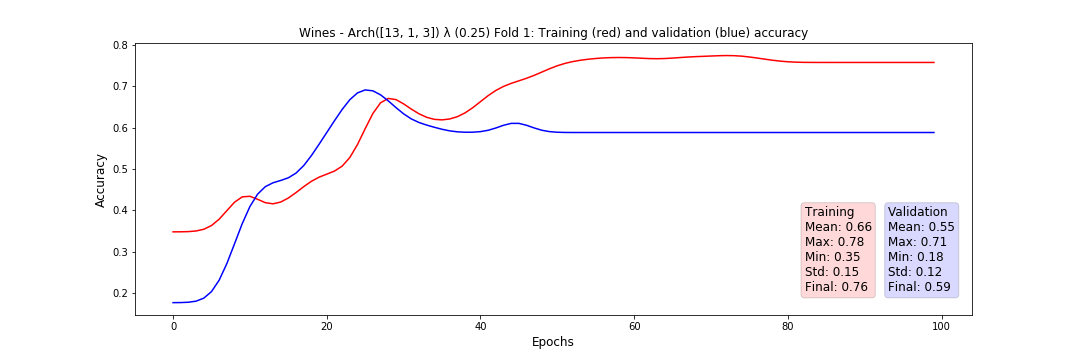 Wines - Arch([13, 1, 3]) λ (0.25) Fold 1: Training (red) and validation (blue) accuracy
Accuracy
0.8
0.7
0.6
0.5
0.4
0.3
0.2
Training
Mean: 0.66
Max: 0.78
Min: 0.35
Std: 0.15
Final: 0.76
Validation
Mean: 0.55
Max: 0.71
Min: 0.18
Std: 0.12
Final: 0.59
0 20 40 60 80 100
Epochs